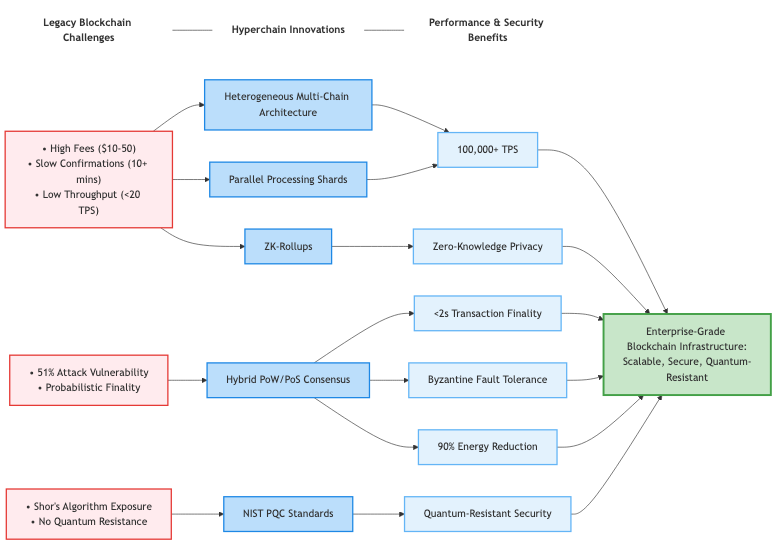 Legacy Blockchain
Challenges
Hyperchain Innovations
Performance & Security
Benefits
• High Fees ($10-50)
• Slow Confirmations (10+
mins)
• Low Throughput (<20
TPS)
Heterogeneous Multi-Chain
Architecture
Parallel Processing Shards
ZK-Rollups
100,000+ TPS
Zero-Knowledge Privacy
• 51% Attack Vulnerability
• Probabilistic Finality
Hybrid PoW/PoS Consensus
<2s Transaction Finality
Byzantine Fault Tolerance
90% Energy Reduction
• Shor's Algorithm Exposure
• No Quantum Resistance
NIST PQC Standards
Quantum-Resistant Security
Enterprise-Grade
Blockchain Infrastructure:
Scalable, Secure, Quantum-
Resistant